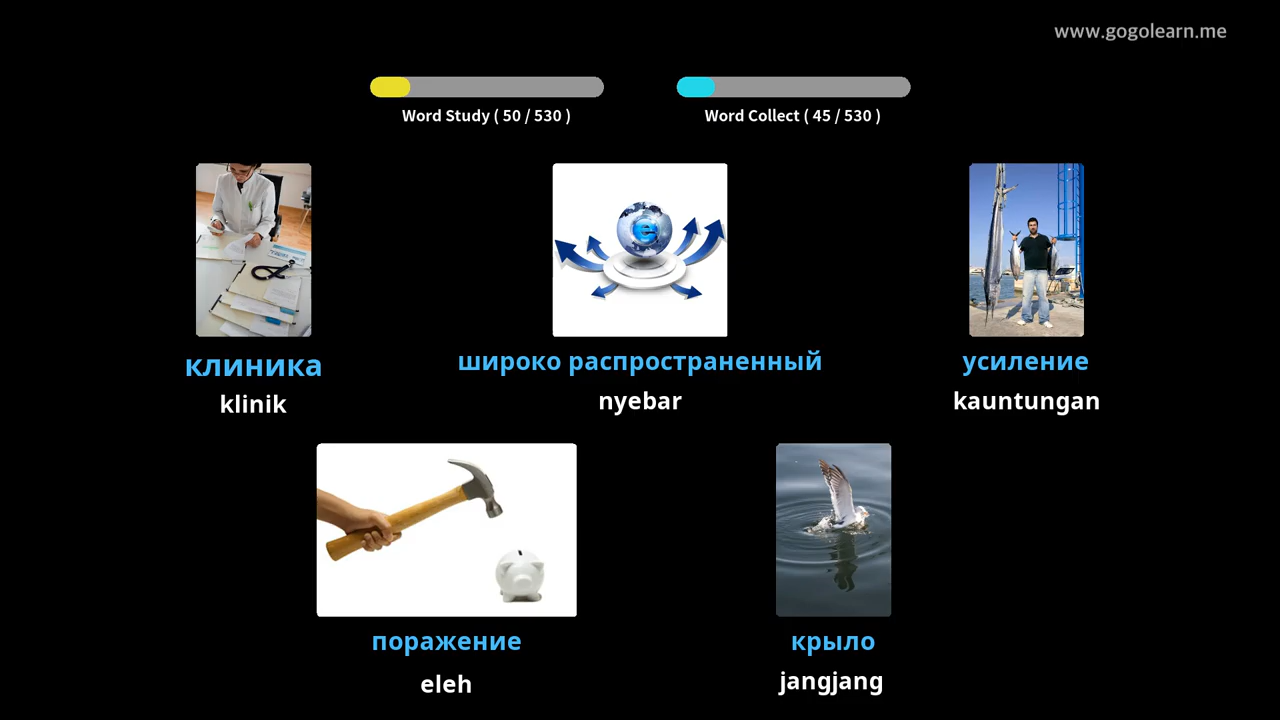 www.gogolearn.me
Word Study ( 50 / 530 )
Word Collect ( 45 / 530 )
клиника
klinik
широко распространенный
nyebar
усиление
kauntungan
поражение
eleh
крыло
jangjang